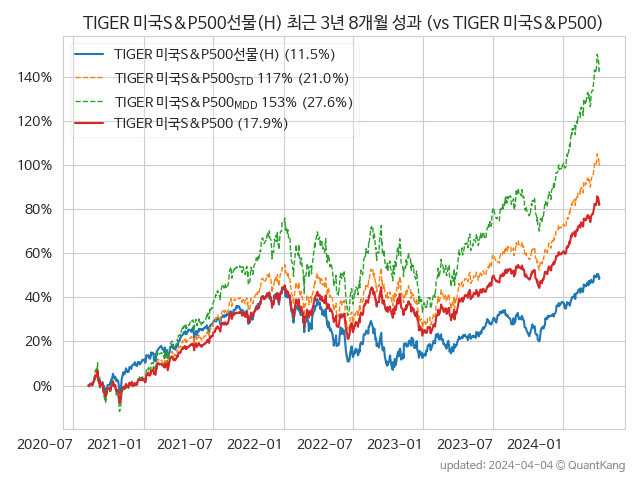 TIGER 미국S&P500선물(H) 최근 3년 8개월 성과 (vs TIGER 미국S&P500)
TIGER 미국S&P500선물(H) (11.5%)
TIGER 미국S&P500STD 117% (21.0%)
TIGER 미국S&P500MDD 153% (27.6%)
TIGER 미국S&P500 (17.9%)
140%
120%
100%
80%
60%
40%
20%
0%
2020-07 2021-01 2021-07 2022-01 2022-07 2023-01 2023-07 2024-01
updated: 2024-04-04 © QuantKang